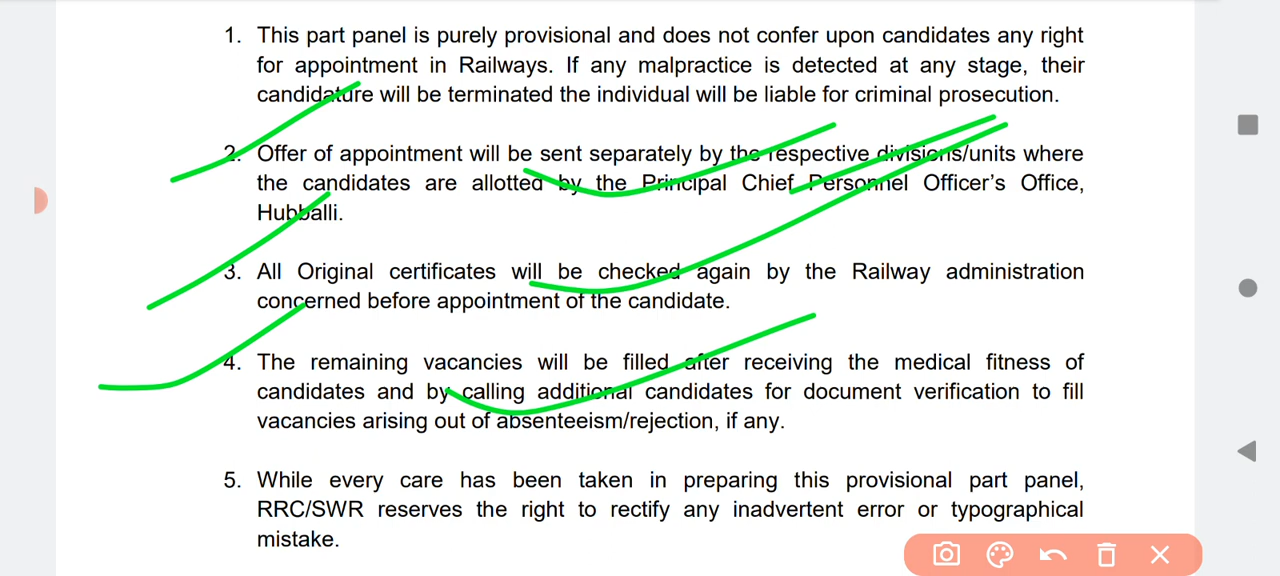 1. This part panel is purely provisional and does not confer upon candidates any right
for appointment in Railways. If any malpractice is detected at any stage, their
candidature will be terminated the individual will be liable for criminal prosecution.
2. Offer of appointment will be sent separately by the respective divisions/units where
the candidates are allotted by the Principal Chief Personnel Officer's Office,
Hubballi.
3. All Original certificates will be checked again by the Railway administration
concerned before appointment of the candidate.
4. The remaining vacancies will be filled after receiving the medical fitness of
candidates and by calling additional candidates for document verification to fill
vacancies arising out of absenteeism/rejection, if any.
5. While every care has been taken in preparing this provisional part panel,
RRC/SWR reserves the right to rectify any inadvertent error or typographical
mistake.